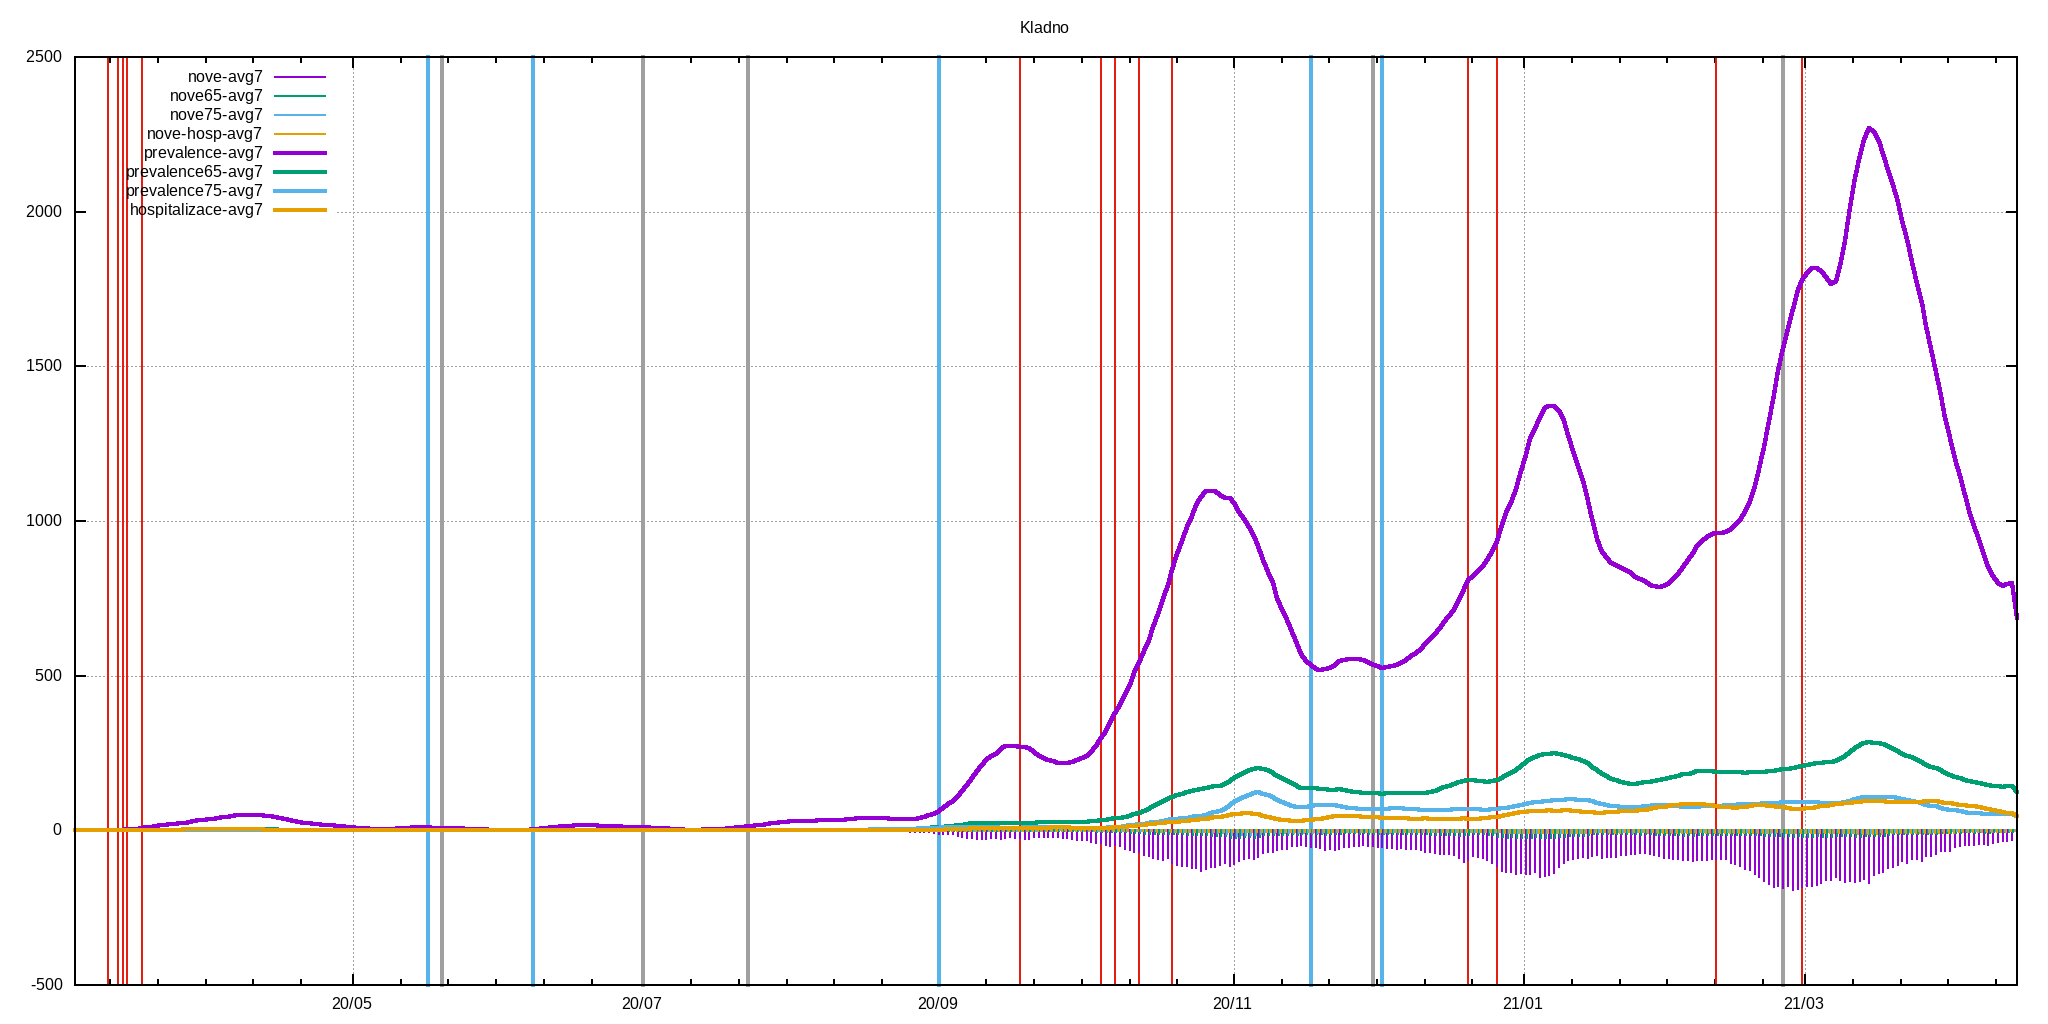 Kladno
2500
2000
1500
1000
500
0
-500
nove-avg7
nove65-avg7
nove75-avg7
nove-hosp-avg7
prevalence-avg7
prevalence65-avg7
prevalence75-avg7
hospitalizace-avg7
20/05
20/07
20/09
20/11
21/01
21/03